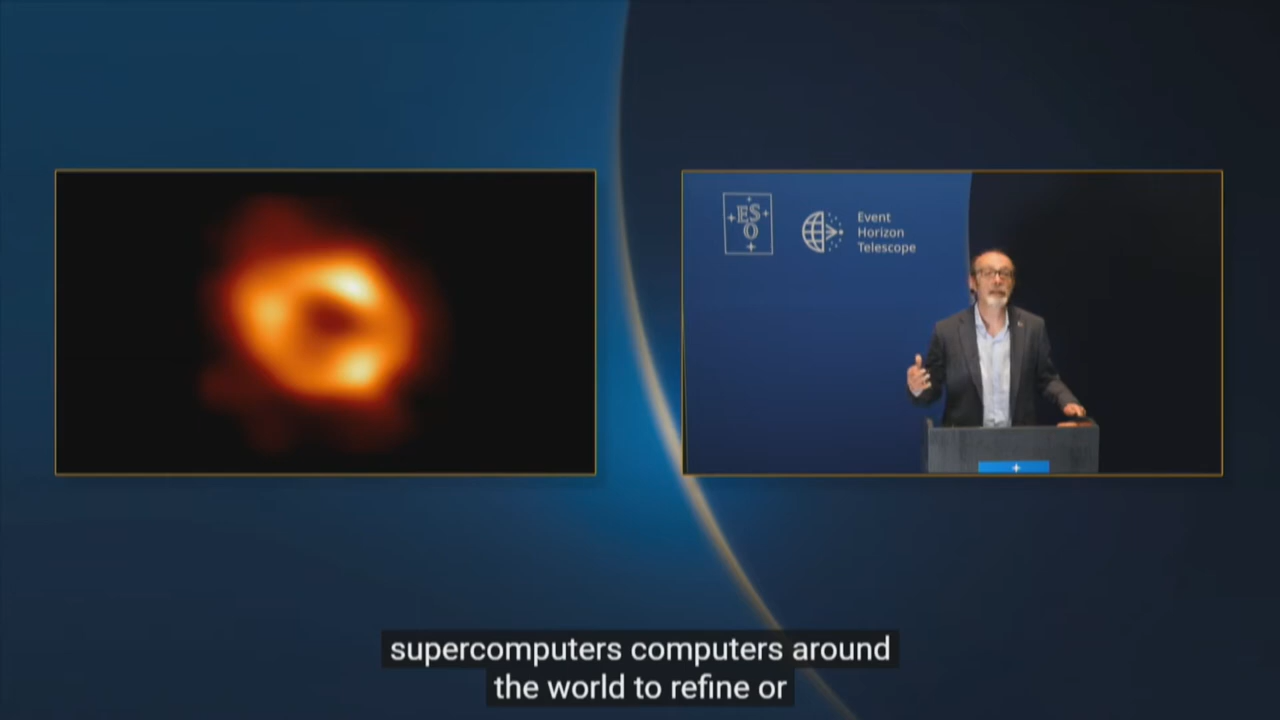 ESO
Event
Horizon
Telescope
supercomputers computers around
the world to refine or